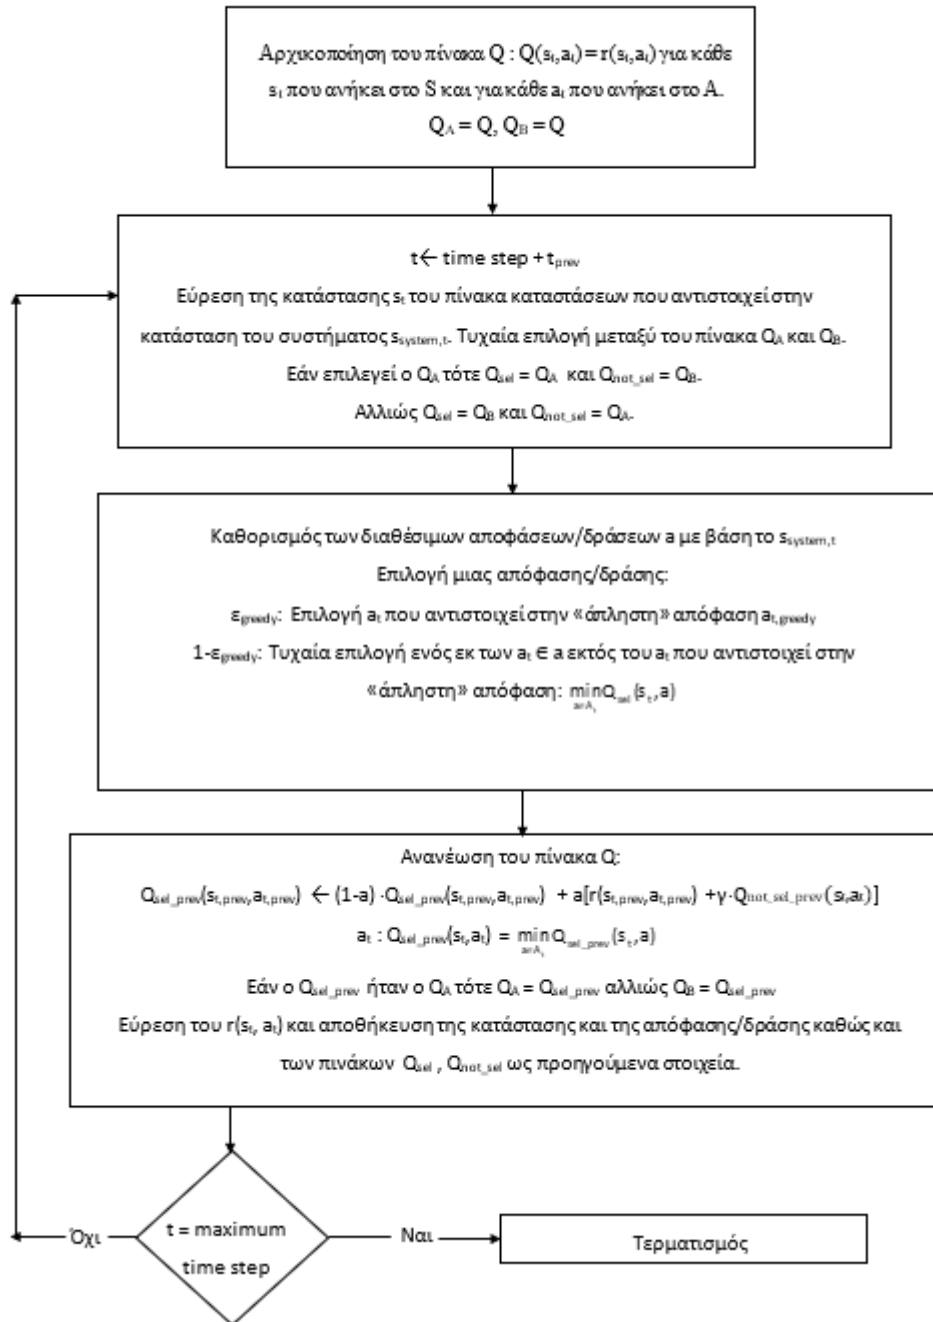 Αρχικοποίηση του πίνακα Q : Q(sₜ,aₜ) = r(sₜ,aₜ) για κάθε
sₜ που ανήκει στο S και για κάθε aₜ που ανήκει στο A.
Q_A = Q, Q_B = Q
t← time step + t_prev
Εύρεση της κατάστασης sₜ του πίνακα καταστάσεων που αντιστοιχεί στην
κατάσταση του συστήματος s_system,t. Τυχαία επιλογή μεταξύ του πίνακα Q_A και Q_B.
Εάν επιλεγεί ο Q_A τότε Q_sel = Q_A και Q_not_sel = Q_B.
Αλλιώς Q_sel = Q_B και Q_not_sel = Q_A.
Καθορισμός των διαθέσιμων αποφάσεων/δράσεων a με βάση το s_system,t
Επιλογή μιας απόφασης/δράσης:
ε_greedy: Επιλογή aₜ που αντιστοιχεί στην «άπληστη» απόφαση a_t,greedy
1-ε_greedy: Τυχαία επιλογή ενός εκ των aₜ ∈ a εκτός του aₜ που αντιστοιχεί στην
«άπληστη» απόφαση: min_{a∈Aₜ} Q_sel(sₜ,a)
Ανανέωση του πίνακα Q:
Q_sel_prev(s_t,prev,a_t,prev) ← (1-a) ·Q_sel_prev(s_t,prev,a_t,prev) + a[r(s_t,prev,a_t,prev) +γ·Q_not_sel_prev(sₜ,aₜ)]
aₜ : Q_sel_prev(sₜ,aₜ) = min_{a∈Aₜ} Q_sel_prev(sₜ,a)
Εάν ο Q_sel_prev ήταν ο Q_A τότε Q_A = Q_sel_prev αλλιώς Q_B = Q_sel_prev
Εύρεση του r(sₜ, aₜ) και αποθήκευση της κατάστασης και της απόφασης/δράσης καθώς και
των πινάκων Q_sel , Q_not_sel ως προηγούμενα στοιχεία.
t = maximum
time step
Όχι
Ναι
Τερματισμός